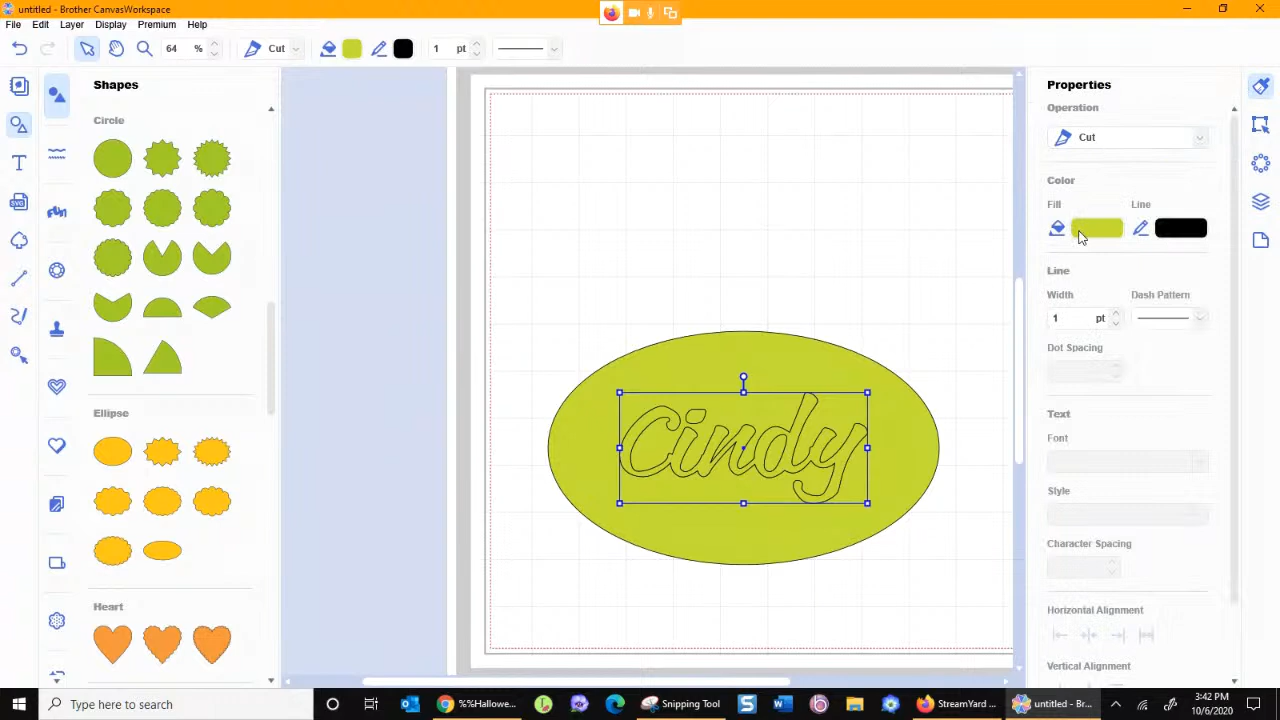 untitled - Brother CanvasWorkspace
File Edit Layer Display Premium Help
64 % Cut 1 pt
Shapes
Circle
Ellipse
Heart
Cindy
Properties
Operation
Cut
Color
Fill Line
Line
Width Dash Pattern
1 pt
Dot Spacing
Text
Font
Style
Character Spacing
Horizontal Alignment
Vertical Alignment
Type here to search
%%Hallowe...
Snipping Tool
StreamYard ...
untitled - Br...
3:42 PM
10/6/2020